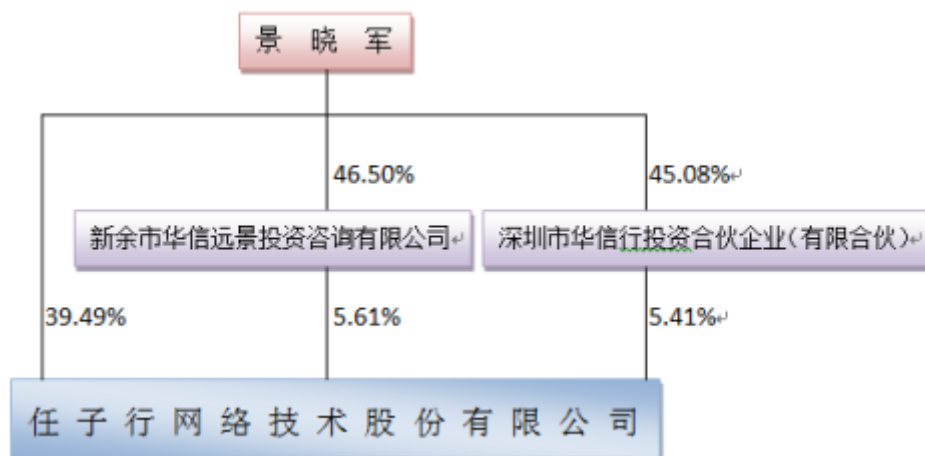 景 晓 军
46.50%
45.08%
新余市华信远景投资咨询有限公司
深圳市华信行投资合伙企业（有限合伙）
39.49%
5.61%
5.41%
任 子 行 网 络 技 术 股 份 有 限 公 司